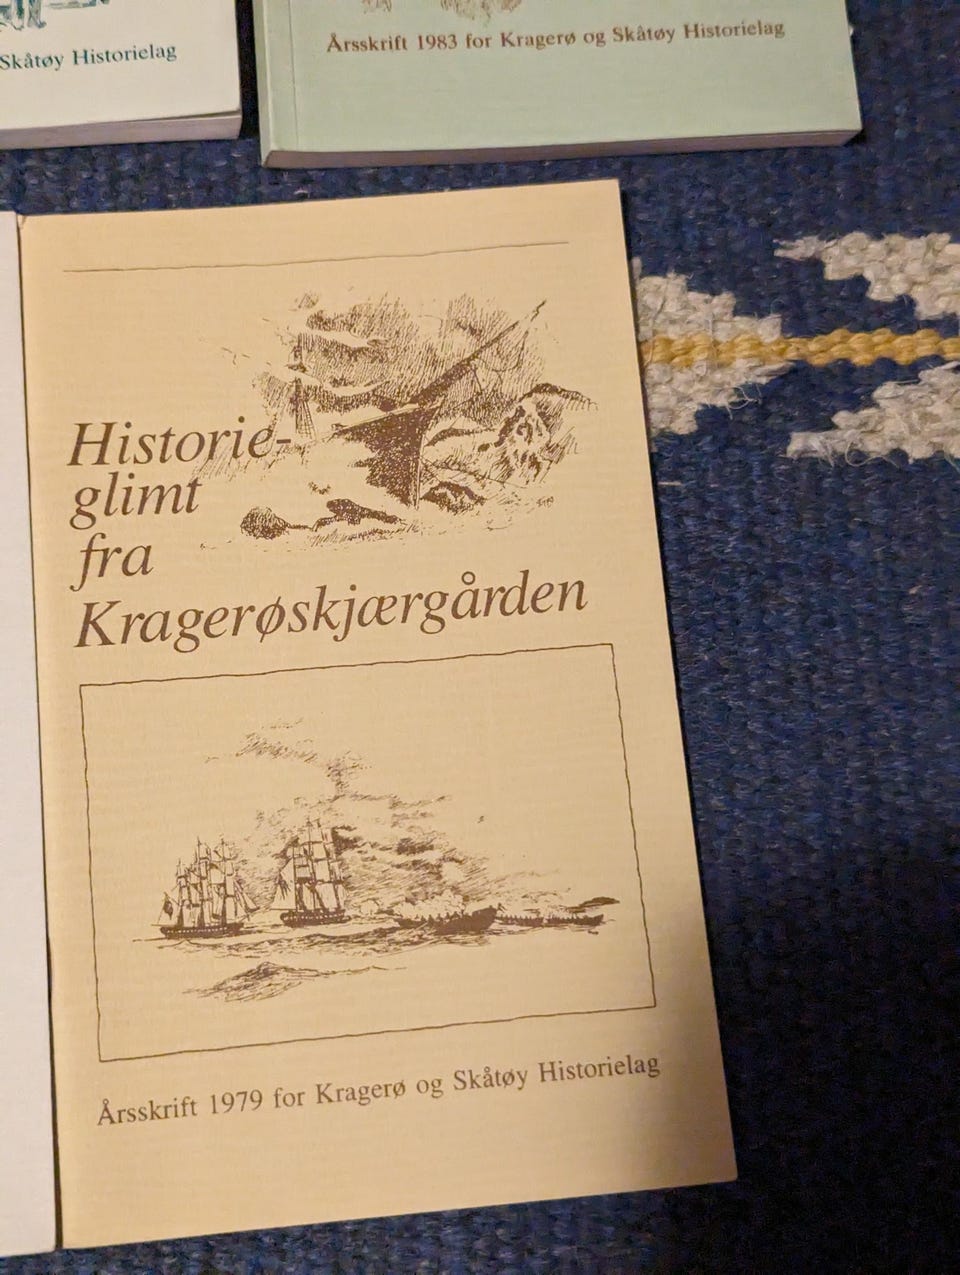 Skåtøy Historielag
Årsskrift 1983 for Kragerø og Skåtøy Historielag
Historie-
glimt
fra
Kragerøskjærgården
Årsskrift 1979 for Kragerø og Skåtøy Historielag